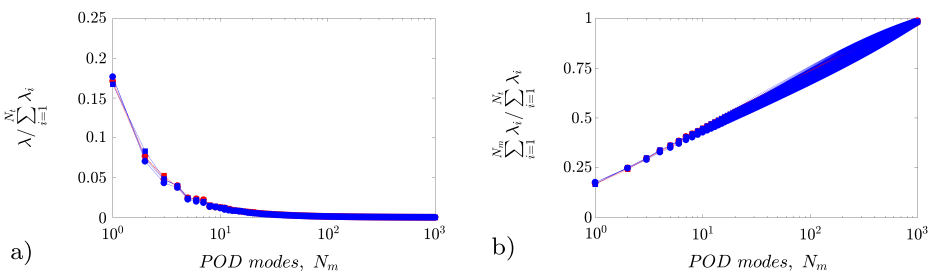 0.25
0.2
0.15
0.1
0.05
0
10^0 10^1 10^2 10^3
λ/∑_{i=1}^{N_t} λ_i
POD modes, N_m
a)
1
0.75
0.5
0.25
0
10^0 10^1 10^2 10^3
∑_{i=1}^{N_m} λ_i/∑_{i=1}^{N_t} λ_i
POD modes, N_m
b)